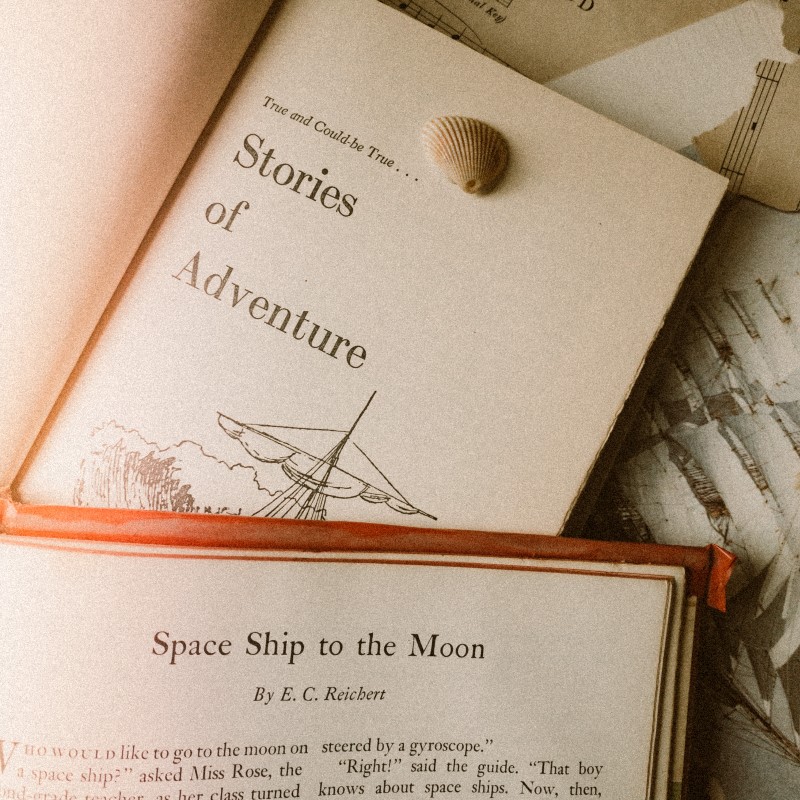 True and Could-be True . . .
Stories
of
Adventure
Space Ship to the Moon
By E. C. Reichert
WHO WOULD like to go to the moon on
a space ship?” asked Miss Rose, the
ond-grade teacher, as her class turned
steered by a gyroscope.”
“Right!” said the guide. “That boy
knows about space ships. Now, then,